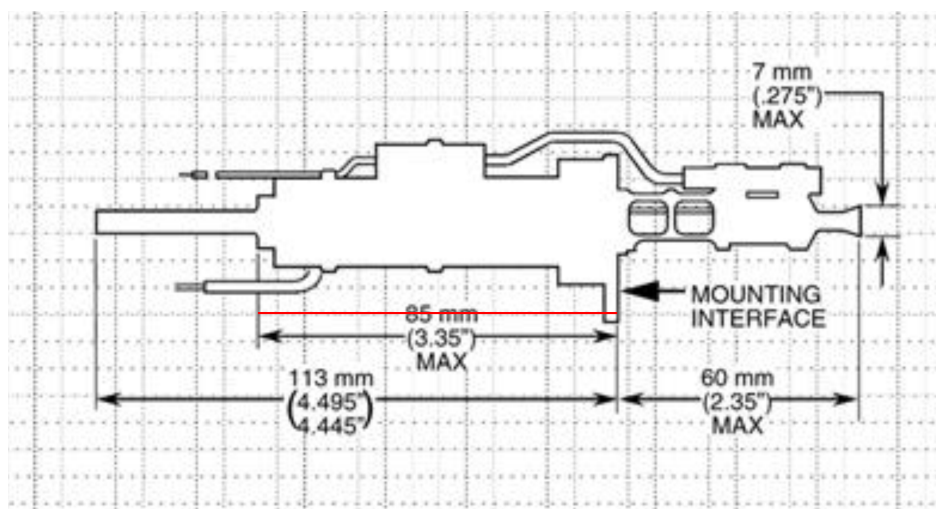 7 mm
(.275”)
MAX
MOUNTING
INTERFACE
85 mm
(3.35”)
MAX
113 mm
(4.495”
4.445”)
60 mm
(2.35”)
MAX